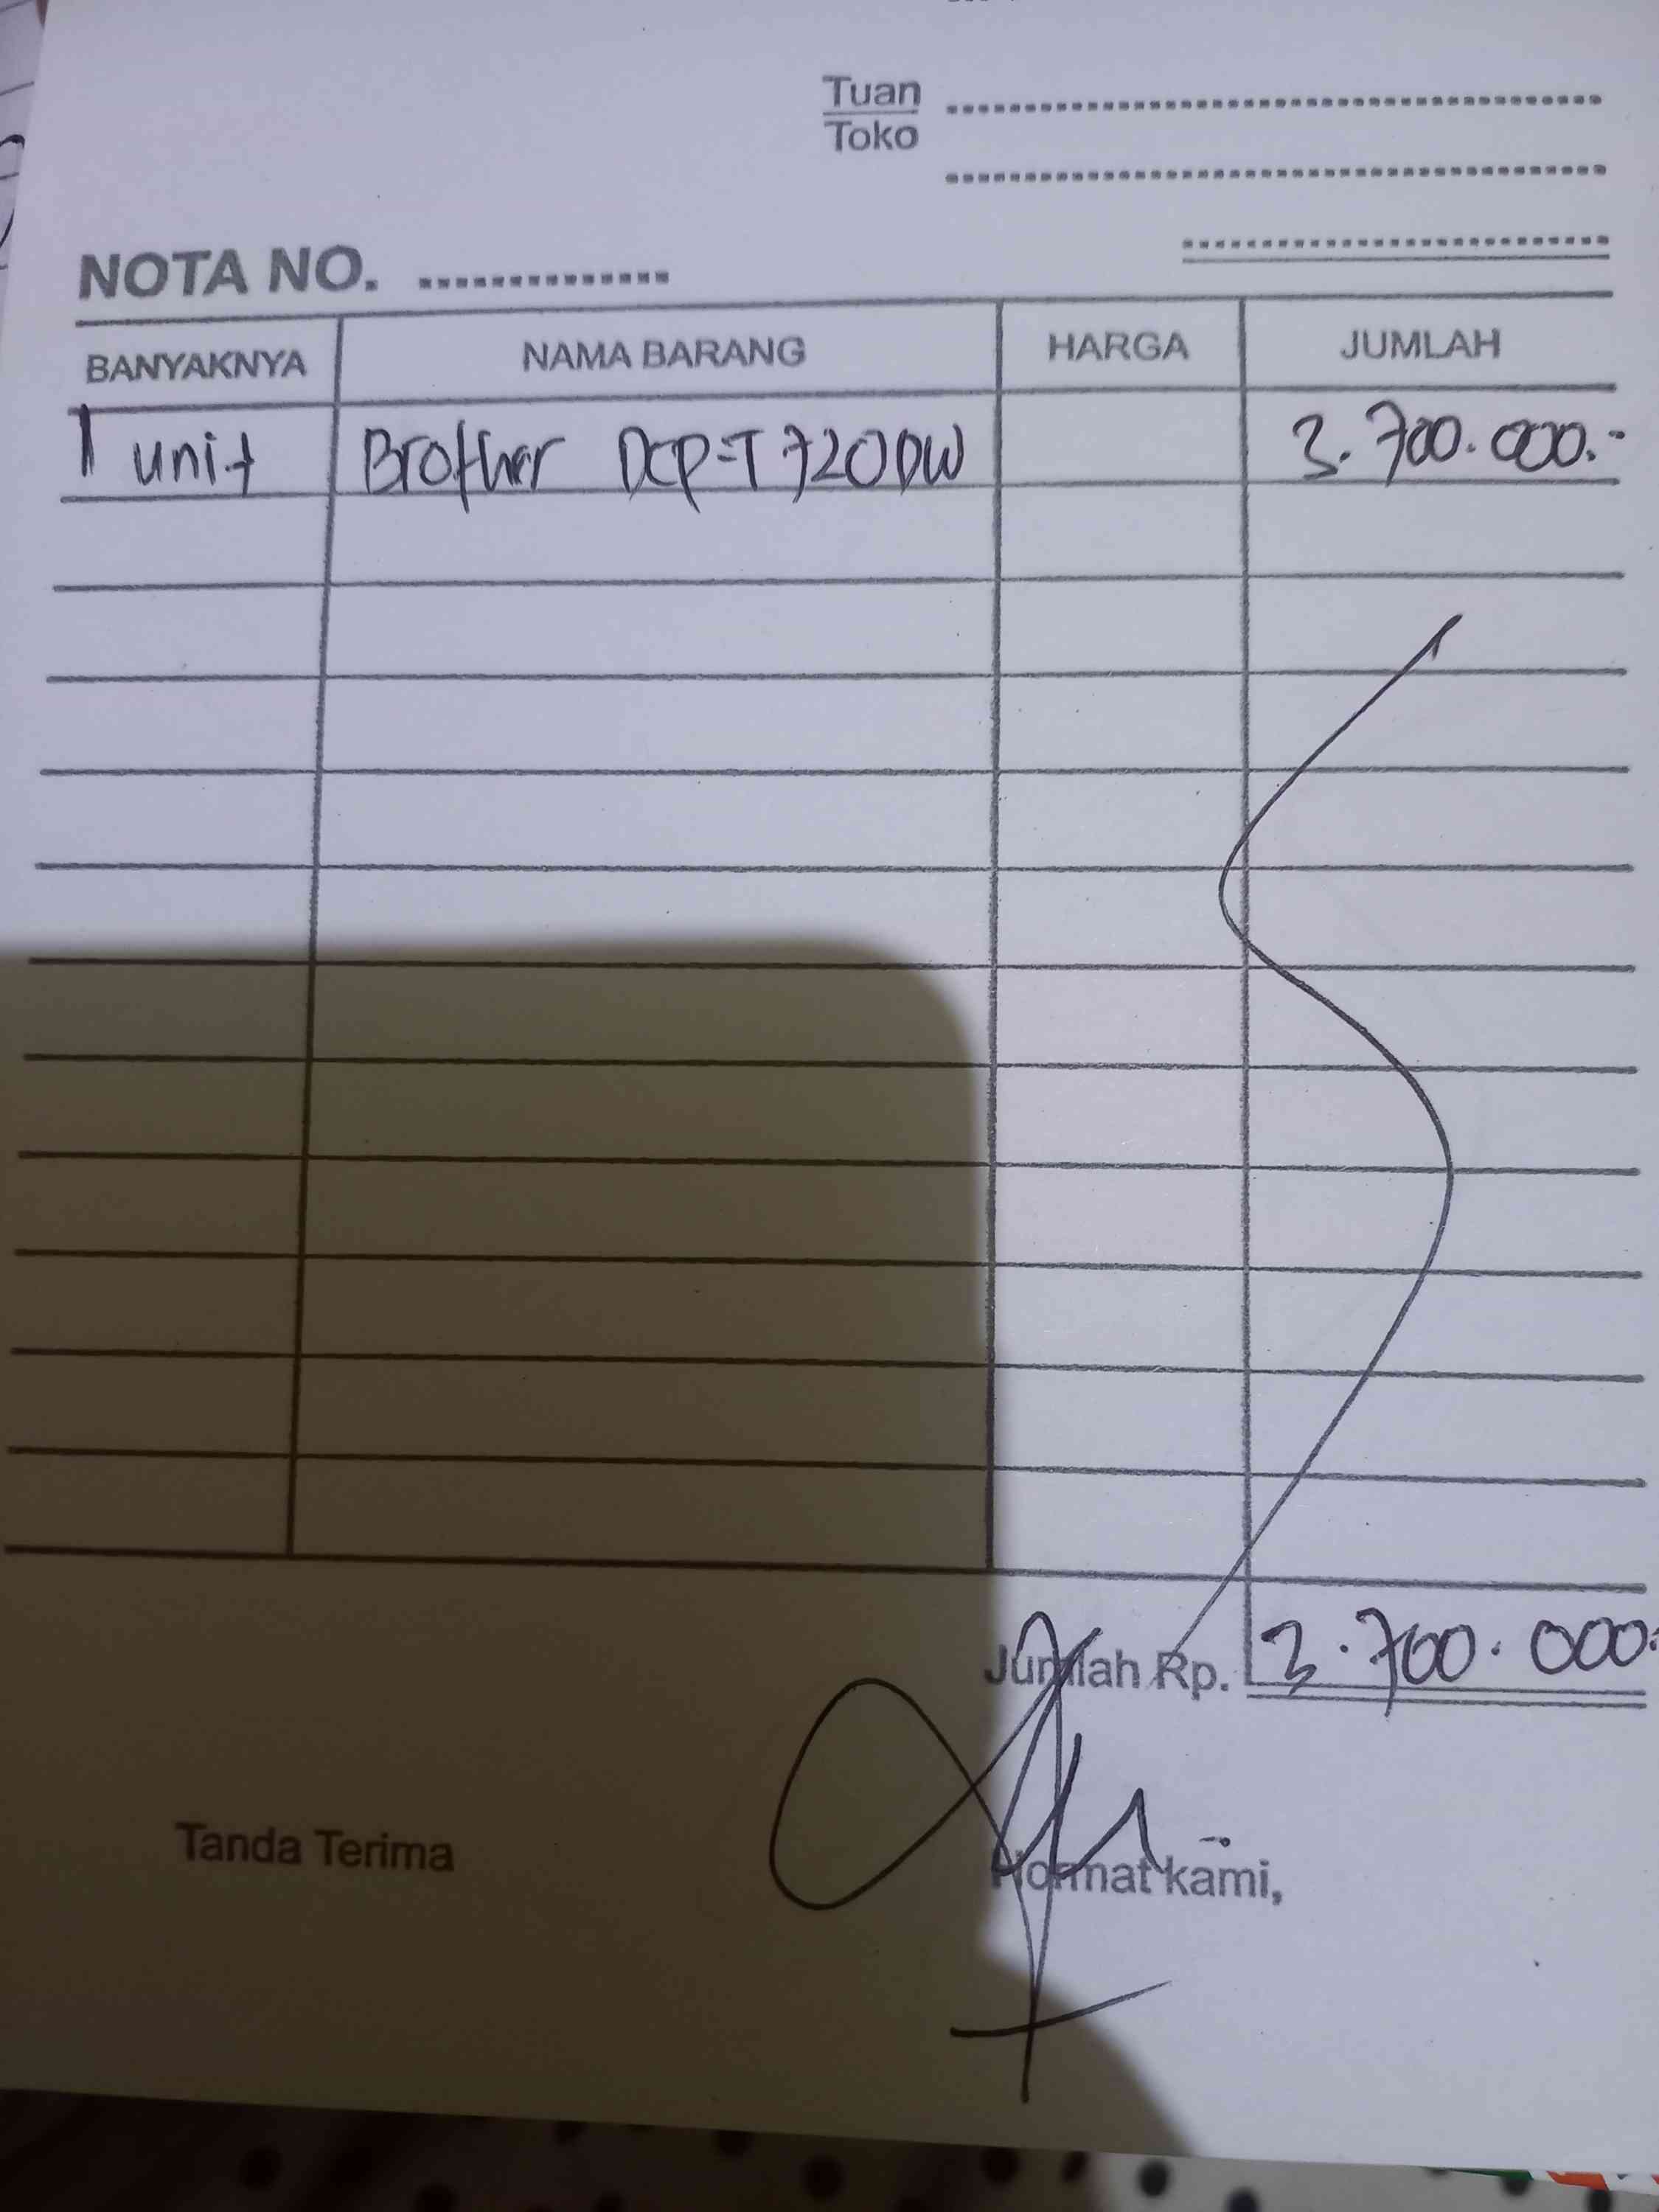 Tuan
Toko
NOTA NO.
BANYAKNYA NAMA BARANG HARGA JUMLAH
1 unit Brother DCP-T720DW 3.700.000.-
Jumlah Rp. 3.700.000.
Tanda Terima Hormat kami,